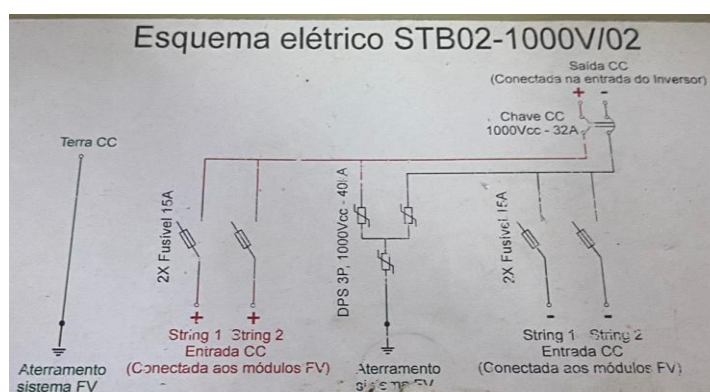 Esquema elétrico STB02-1000V/02
Saída CC
(Conectada na entrada do Inversor)
+ -
Chave CC
1000Vcc - 32A
Terra CC
2X Fusível 15A
DPS 3P, 1000Vcc - 40kA
2X Fusível 15A
+ +
String 1 String 2
Entrada CC
(Conectada aos módulos FV)
- -
String 1 String 2
Entrada CC
(Conectada aos módulos FV)
Aterramento
sistema FV
Aterramento
sistema FV